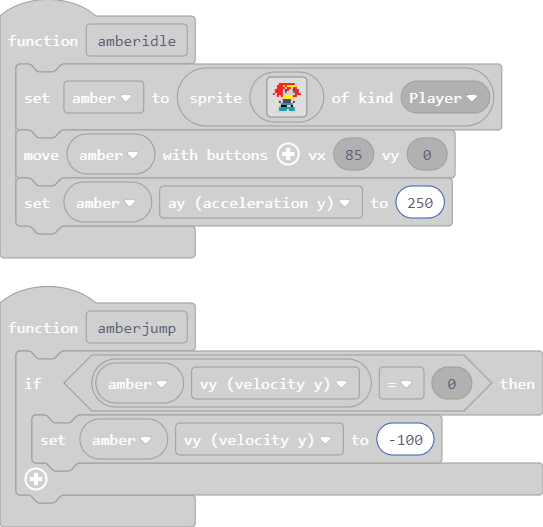 function amberidle
set amber to sprite of kind Player
move amber with buttons vx 85 vy 0
set amber ay (acceleration y) to 250
function amberjump
if amber vy (velocity y) = 0 then
set amber vy (velocity y) to -100